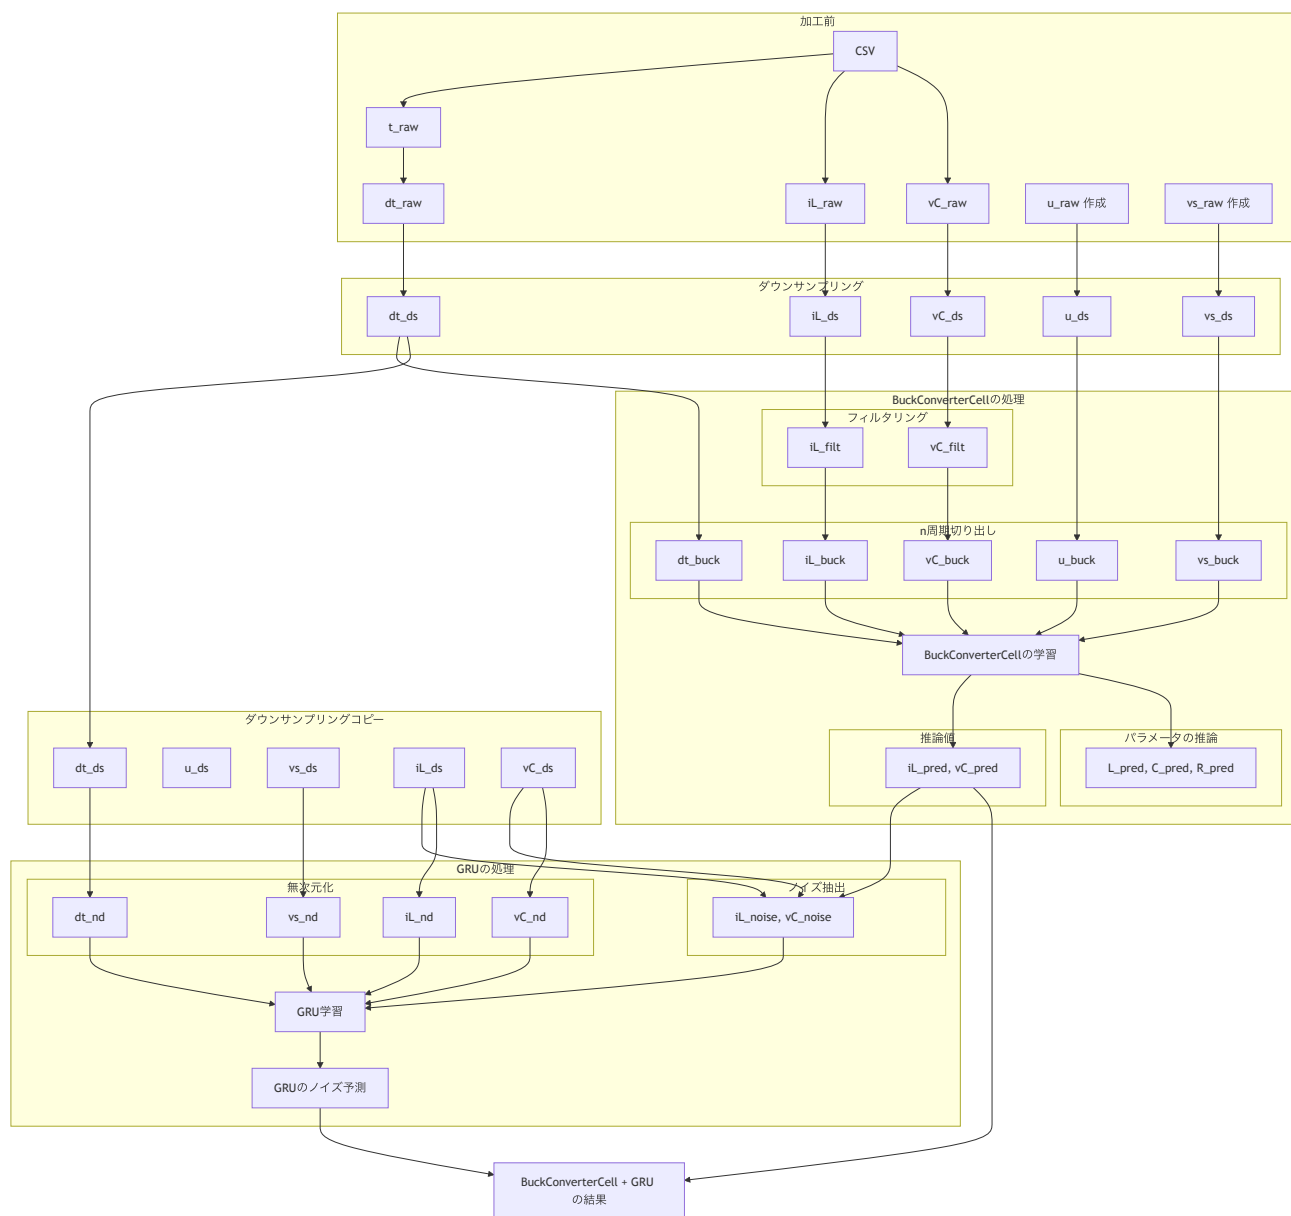 加工前
CSV
t_raw
dt_raw
iL_raw
vC_raw
u_raw 作成
vs_raw 作成
ダウンサンプリング
dt_ds
iL_ds
vC_ds
u_ds
vs_ds
BuckConverterCellの処理
フィルタリング
iL_filt
vC_filt
n周期切り出し
dt_buck
iL_buck
vC_buck
u_buck
vs_buck
BuckConverterCellの学習
ダウンサンプリングコピー
dt_ds
u_ds
vs_ds
iL_ds
vC_ds
推論値
iL_pred, vC_pred
パラメータの推論
L_pred, C_pred, R_pred
GRUの処理
無次元化
dt_nd
vs_nd
iL_nd
vC_nd
ノイズ抽出
iL_noise, vC_noise
GRU学習
GRUのノイズ予測
BuckConverterCell + GRU
の結果